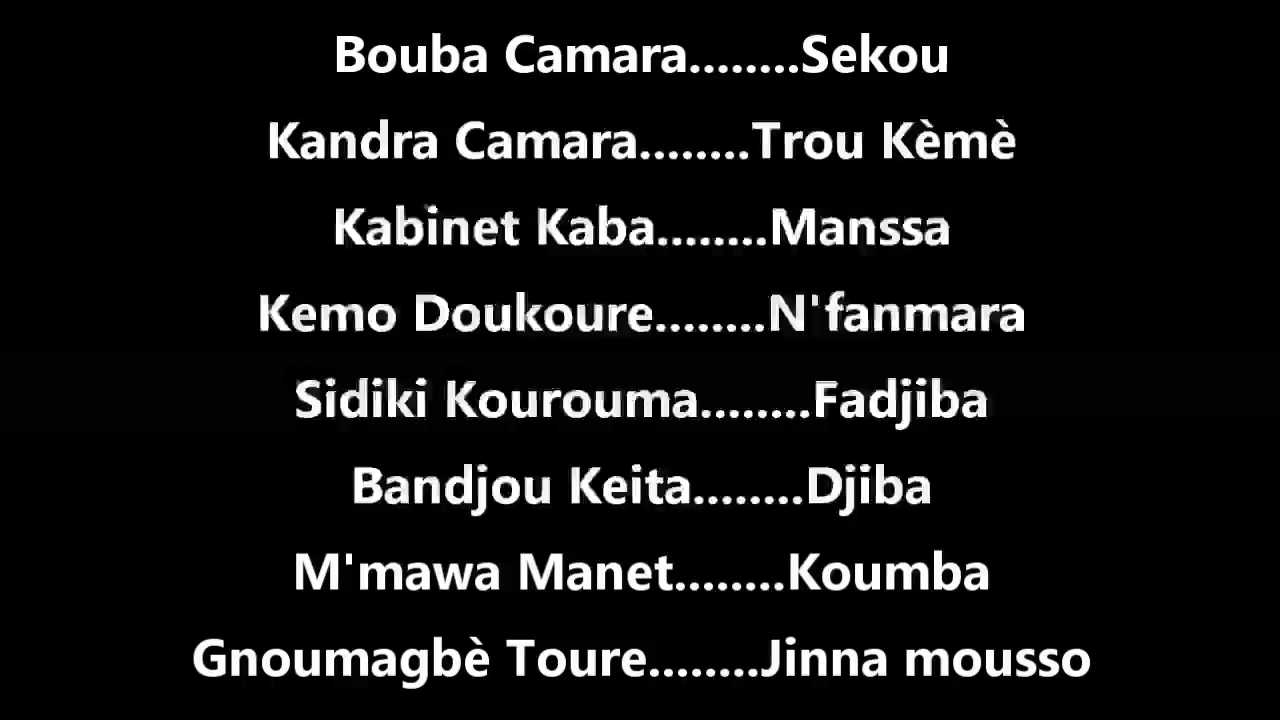 Bouba Camara........Sekou
Kandra Camara........Trou Kèmè
Kabinet Kaba........Manssa
Kemo Doukoure........N'fanmara
Sidiki Kourouma........Fadjiba
Bandjou Keita........Djiba
M'mawa Manet........Koumba
Gnoumagbè Toure........Jinna mousso